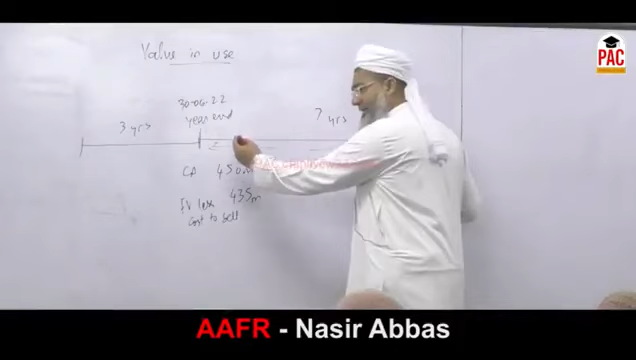 Value in use
PAC
30-06-22
year end
3 yrs
7 yrs
CA 450
FV less 435m
cost to sell
AAFR - Nasir Abbas